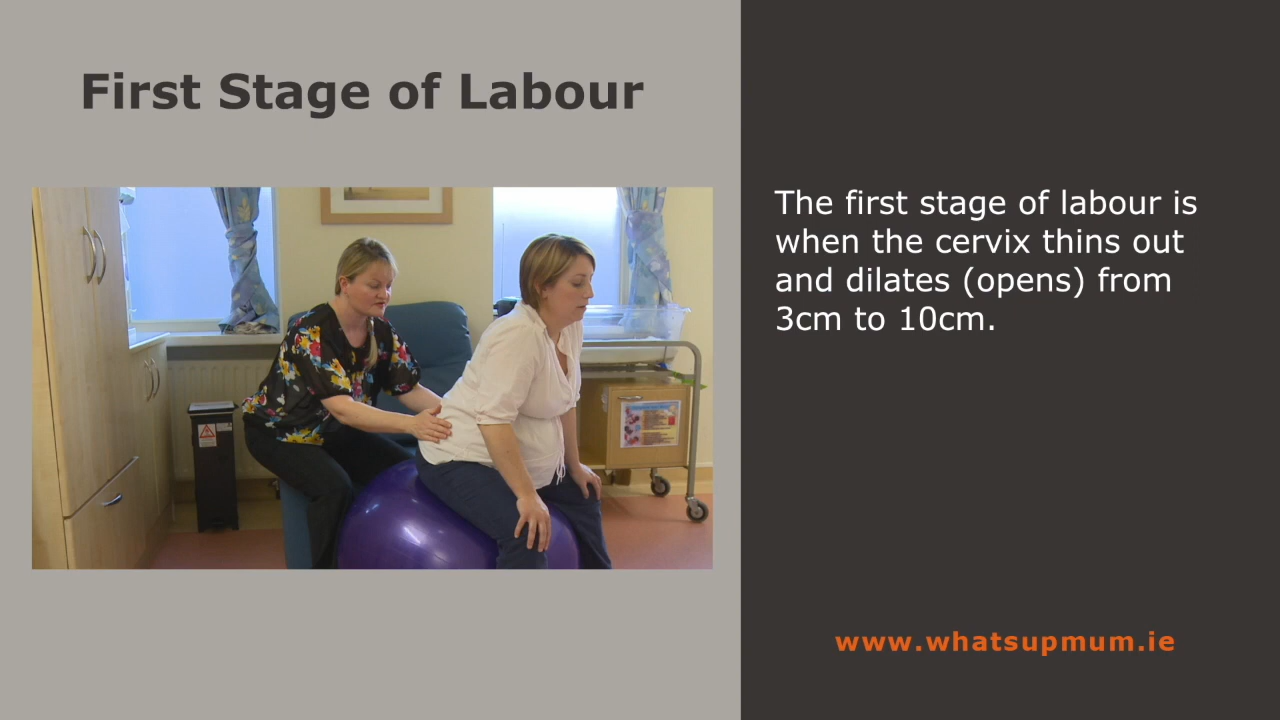 First Stage of Labour
The first stage of labour is
when the cervix thins out
and dilates (opens) from
3cm to 10cm.
www.whatsupmum.ie